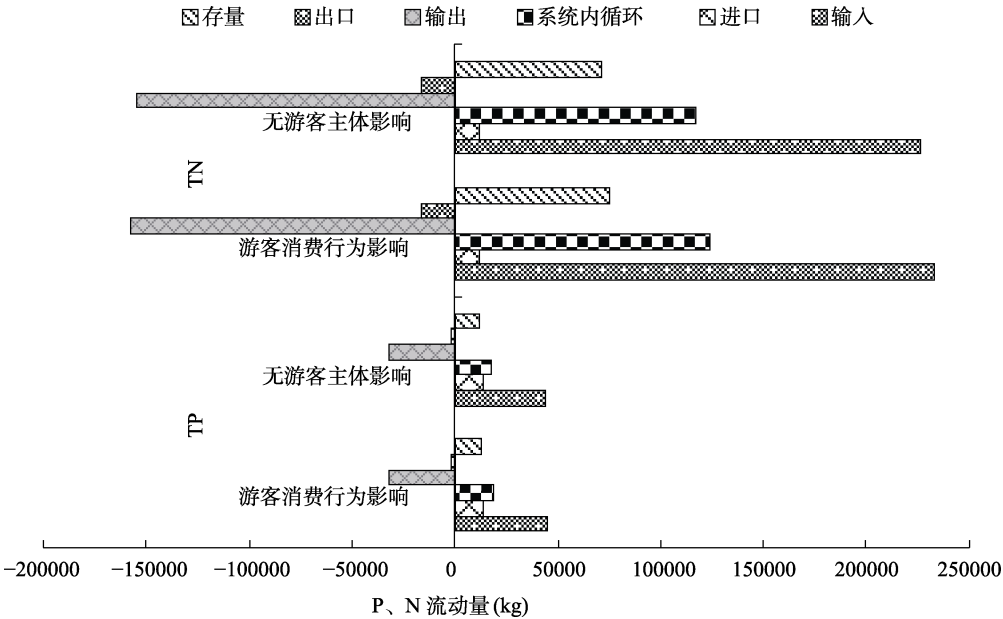 存量 出口 输出 系统内循环 进口 输入
无游客主体影响
TN
游客消费行为影响
无游客主体影响
TP
游客消费行为影响
−200000 −150000 −100000 −50000 0 50000 100000 150000 200000 250000
P、N 流动量 (kg)